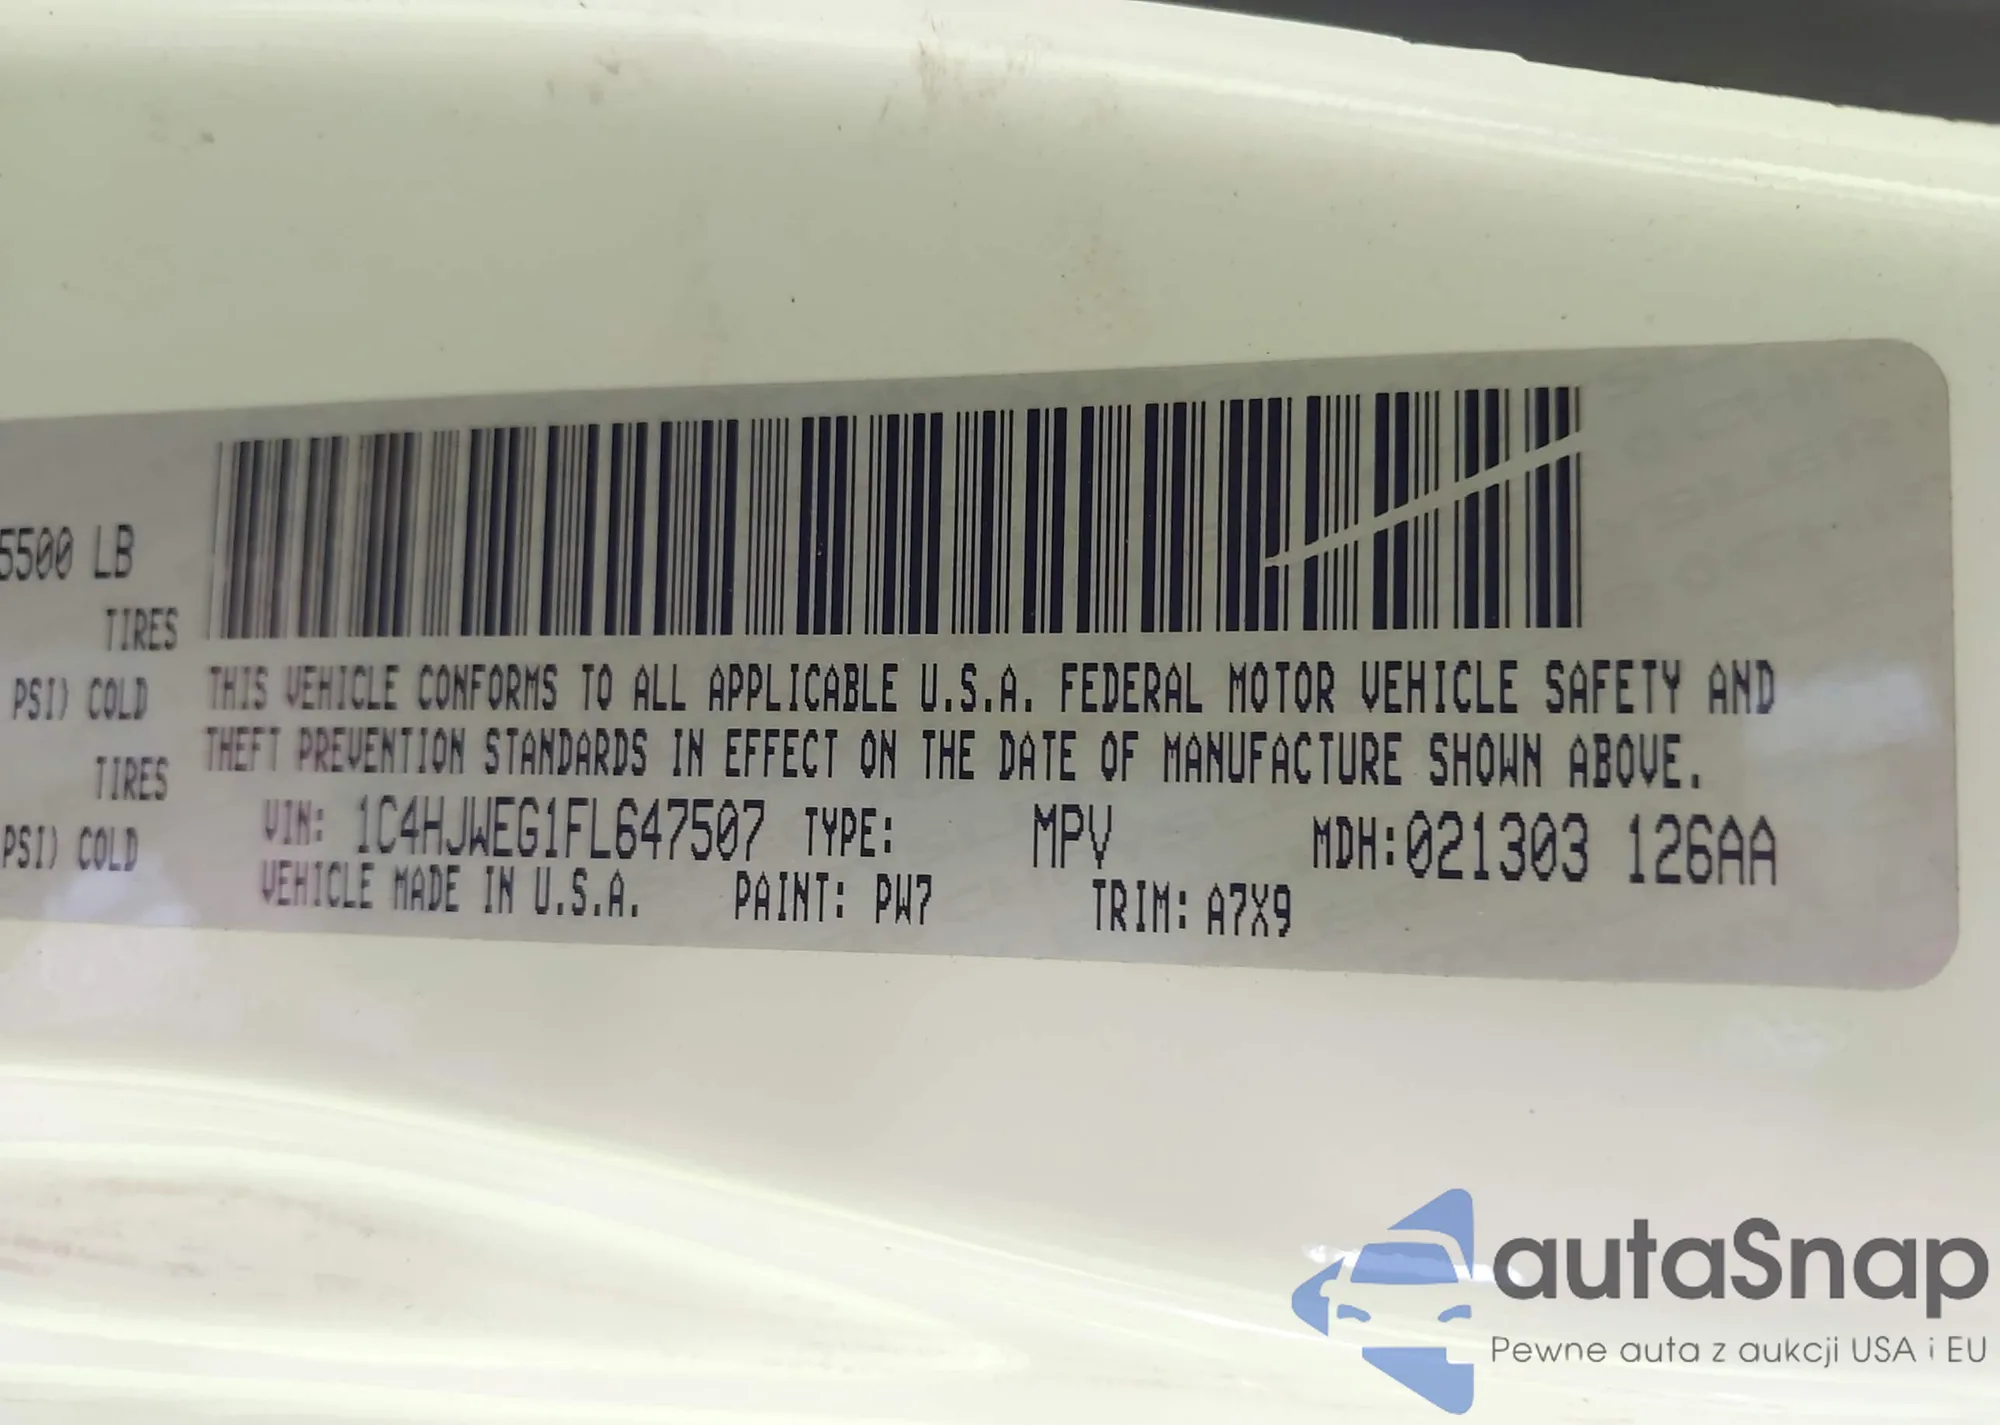 5500 LB
TIRES
PSI) COLD
TIRES
PSI) COLD
THIS VEHICLE CONFORMS TO ALL APPLICABLE U.S.A. FEDERAL MOTOR VEHICLE SAFETY AND
THEFT PREVENTION STANDARDS IN EFFECT ON THE DATE OF MANUFACTURE SHOWN ABOVE.
VIN: 1C4HJWEG1FL647507 TYPE: MPV MDH:021303 126AA
VEHICLE MADE IN U.S.A. PAINT: PW7 TRIM: A7X9
autaSnap
Pewne auta z aukcji USA i EU